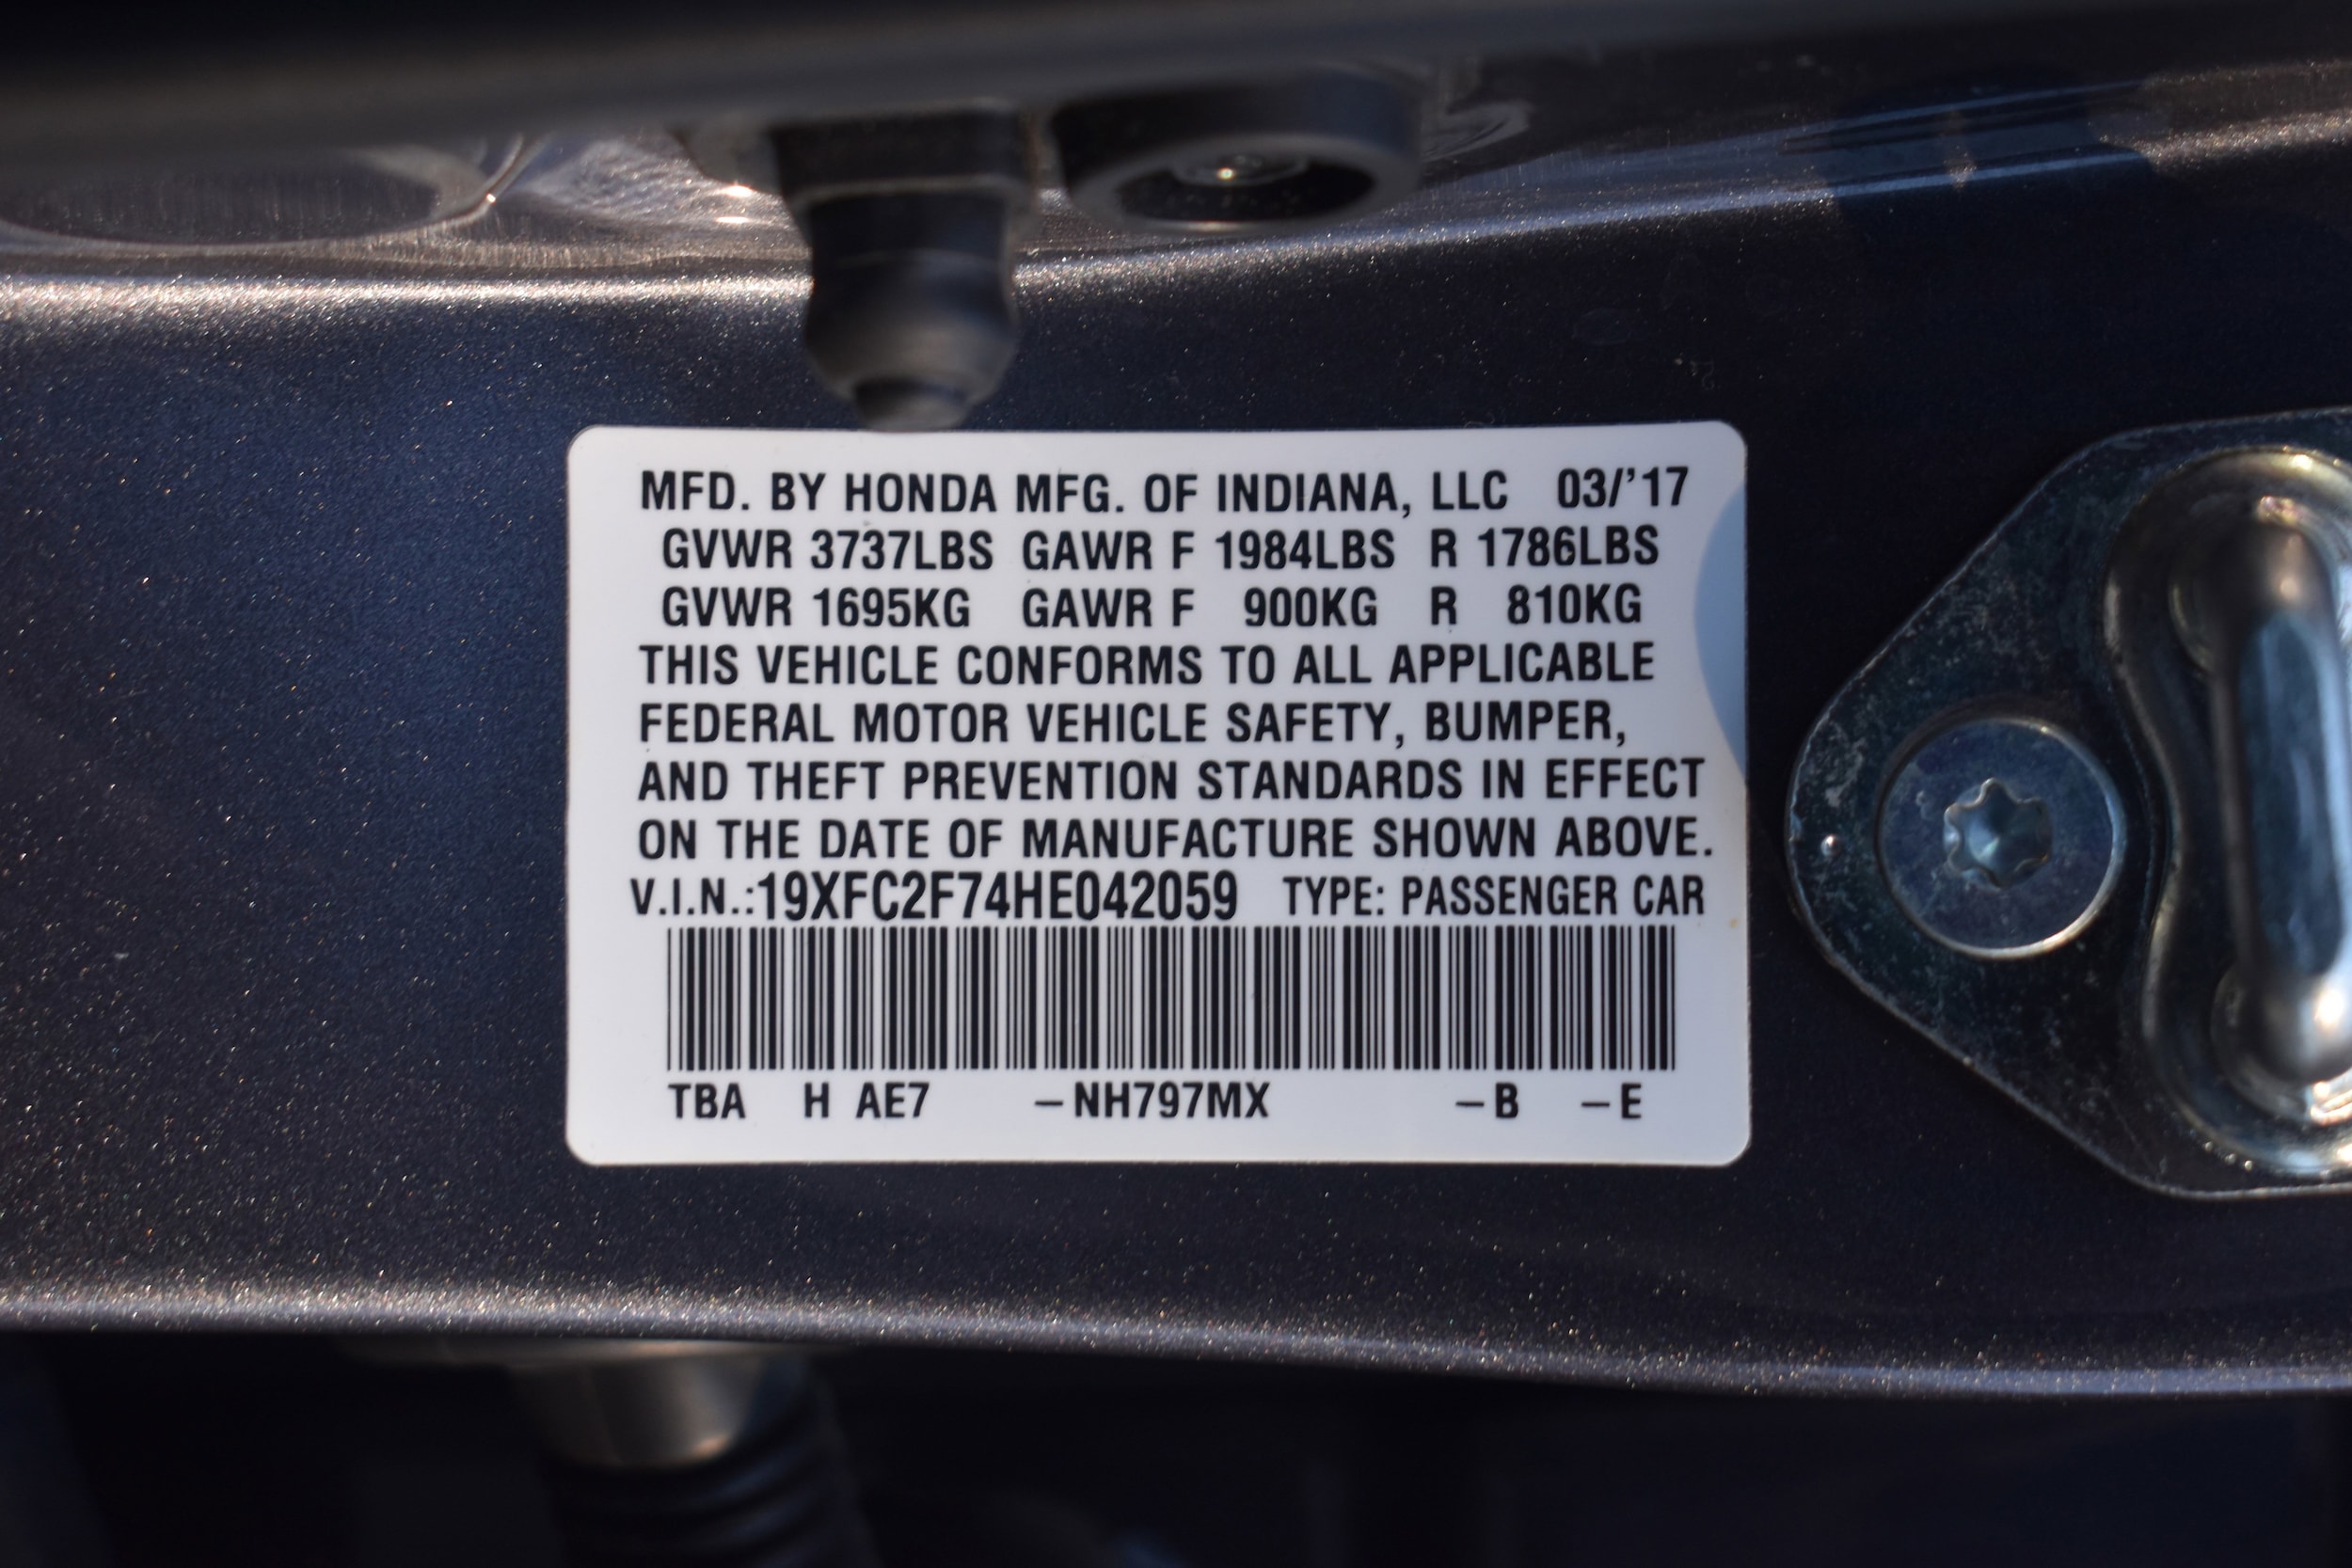 MFD. BY HONDA MFG. OF INDIANA, LLC 03/'17
GVWR 3737LBS GAWR F 1984LBS R 1786LBS
GVWR 1695KG GAWR F 900KG R 810KG
THIS VEHICLE CONFORMS TO ALL APPLICABLE
FEDERAL MOTOR VEHICLE SAFETY, BUMPER,
AND THEFT PREVENTION STANDARDS IN EFFECT
ON THE DATE OF MANUFACTURE SHOWN ABOVE.
V.I.N.:19XFC2F74HE042059 TYPE: PASSENGER CAR
TBA H AE7 –NH797MX –B –E